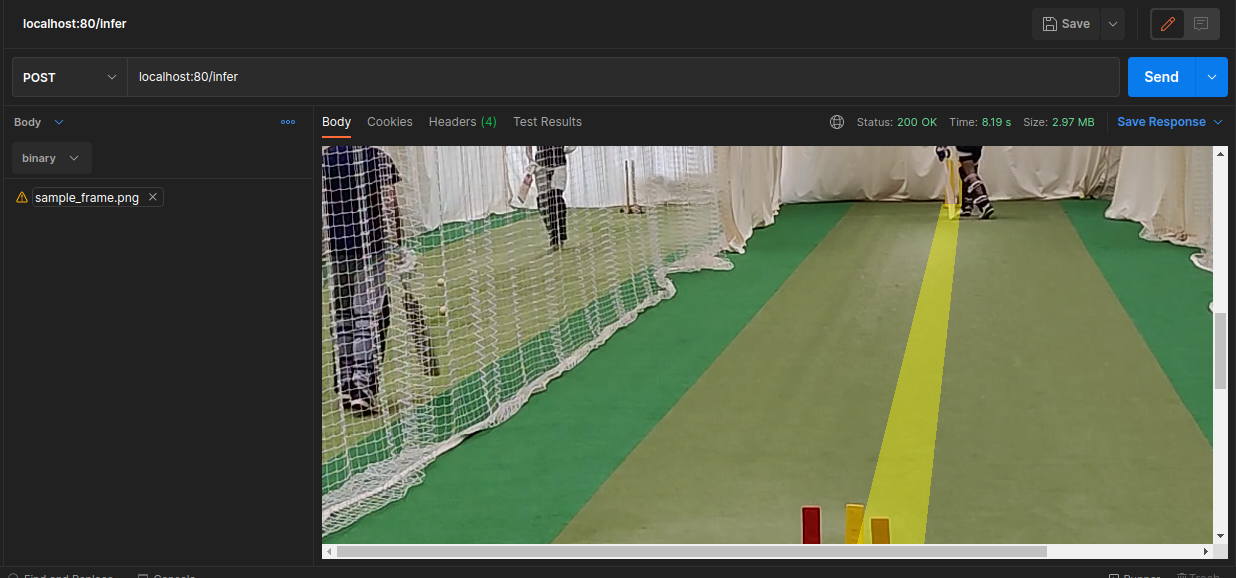 localhost:80/infer
Save
POST
localhost:80/infer
Send
Body
Body Cookies Headers (4) Test Results
Status: 200 OK Time: 8.19 s Size: 2.97 MB
Save Response
binary
sample_frame.png
Find and Replace Console
Runner Trash